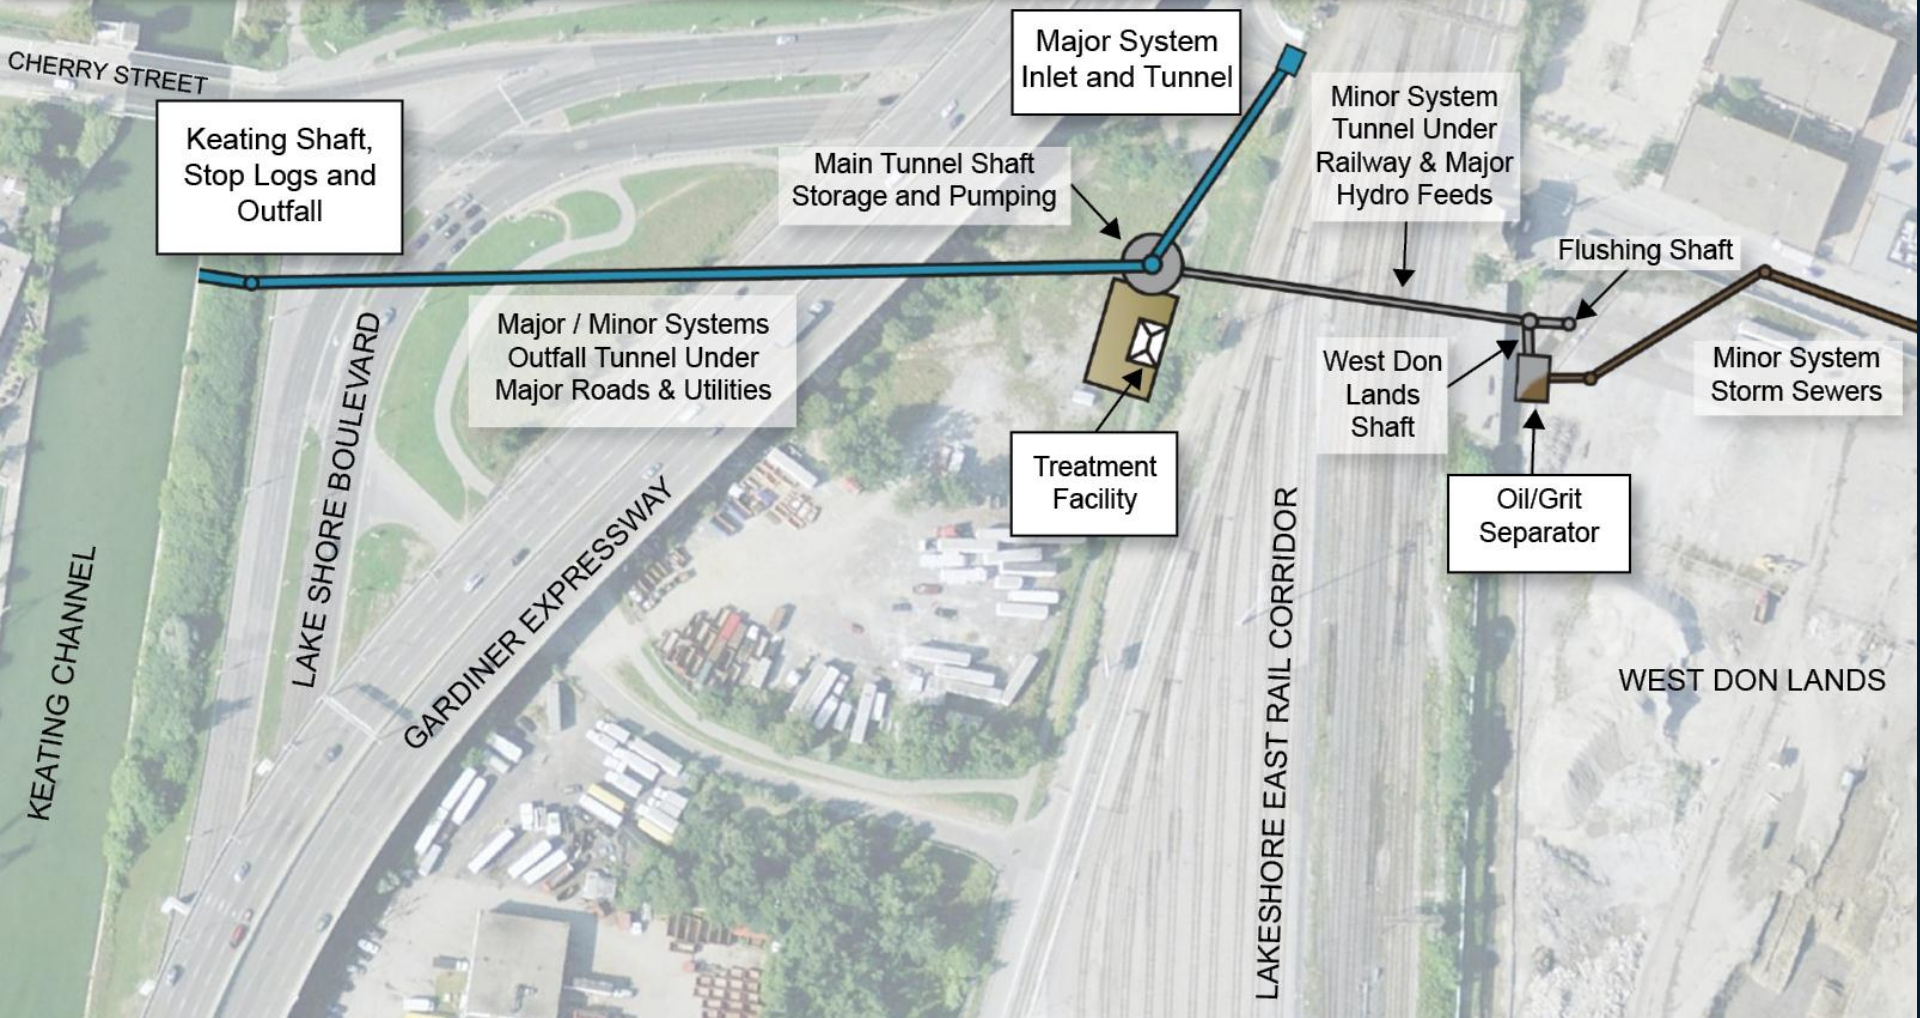 CHERRY STREET
Keating Shaft,
Stop Logs and
Outfall
Major System
Inlet and Tunnel
Main Tunnel Shaft
Storage and Pumping
Minor System
Tunnel Under
Railway & Major
Hydro Feeds
Flushing Shaft
Major / Minor Systems
Outfall Tunnel Under
Major Roads & Utilities
West Don
Lands
Shaft
Minor System
Storm Sewers
Treatment
Facility
Oil/Grit
Separator
KEATING CHANNEL
LAKE SHORE BOULEVARD
GARDINER EXPRESSWAY
LAKESHORE EAST RAIL CORRIDOR
WEST DON LANDS